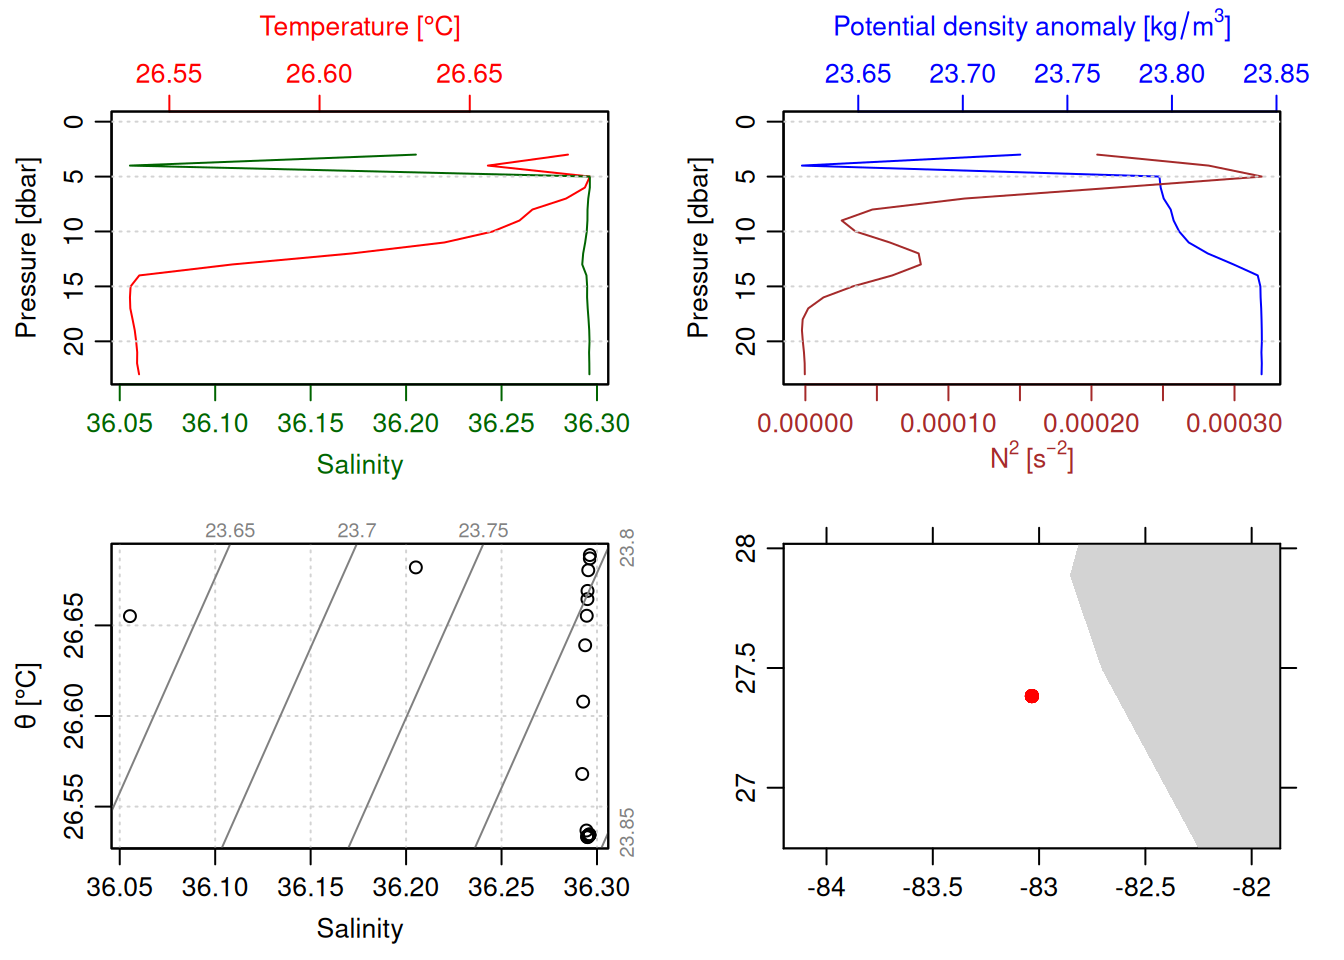 Temperature [°C]
26.55 26.60 26.65
Pressure [dbar]
0 5 10 15 20
36.05 36.10 36.15 36.20 36.25 36.30
Salinity
Potential density anomaly [kg/m³]
23.65 23.70 23.75 23.80 23.85
Pressure [dbar]
0 5 10 15 20
0.00000 0.00010 0.00020 0.00030
N² [s⁻²]
23.65 23.7 23.75 23.8
23.85
θ [°C]
26.65 26.60 26.55
36.05 36.10 36.15 36.20 36.25 36.30
Salinity
28 27.5 27
-84 -83.5 -83 -82.5 -82